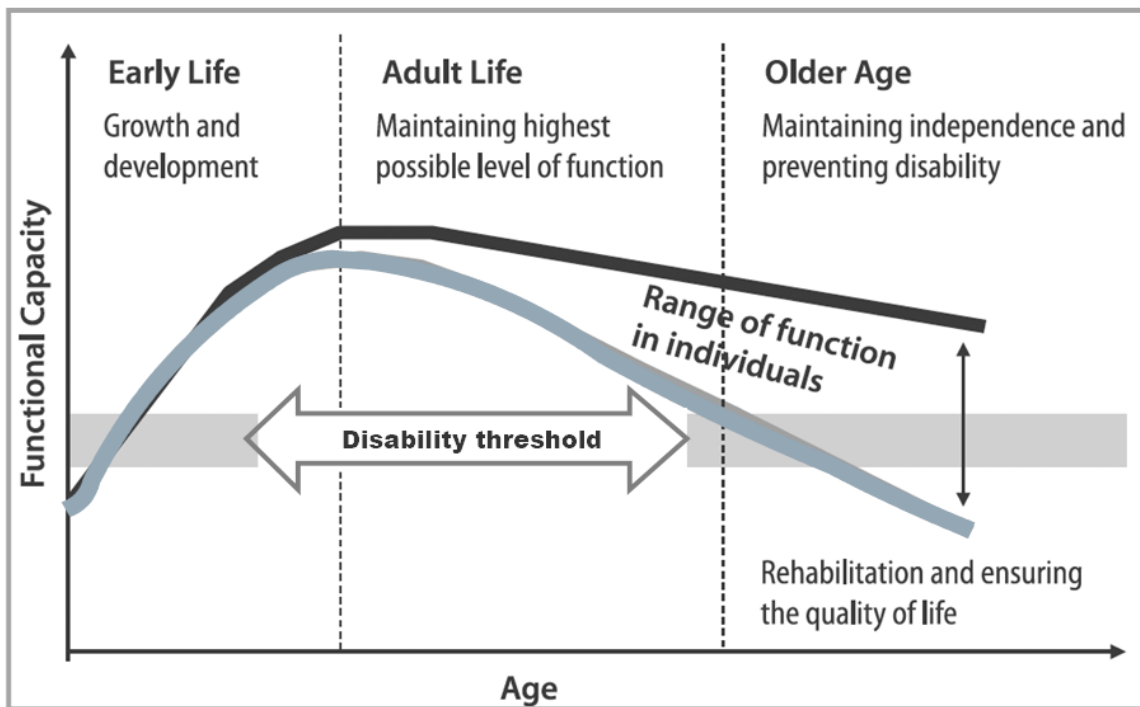 Early Life
Growth and
development
Adult Life
Maintaining highest
possible level of function
Older Age
Maintaining independence and
preventing disability
Functional Capacity
Range of function
in individuals
Disability threshold
Rehabilitation and ensuring
the quality of life
Age